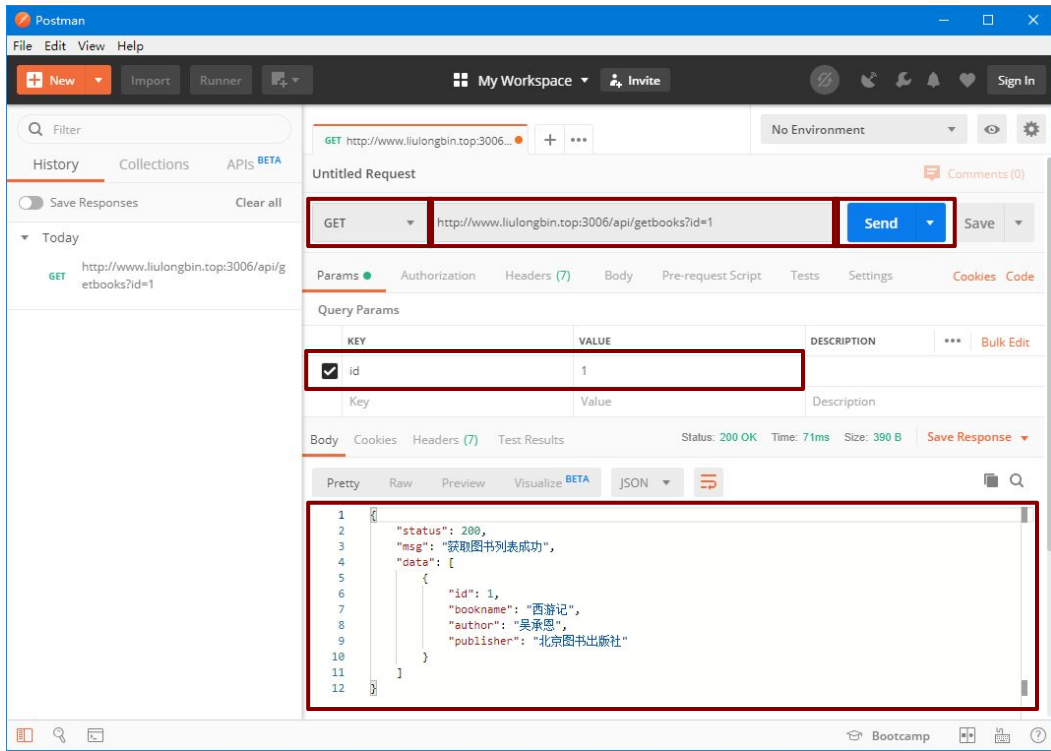 Postman
File Edit View Help
New Import Runner My Workspace Invite Sign In
Filter
History Collections APIs BETA
Save Responses Clear all
Today
GET http://www.liulongbin.top:3006/api/g
etbooks?id=1
GET http://www.liulongbin.top:3006... + ••• No Environment
Untitled Request Comments (0)
GET http://www.liulongbin.top:3006/api/getbooks?id=1 Send Save
Params Authorization Headers (7) Body Pre-request Script Tests Settings Cookies Code
Query Params
KEY VALUE DESCRIPTION ••• Bulk Edit
id 1
Key Value Description
Body Cookies Headers (7) Test Results Status: 200 OK Time: 71ms Size: 390 B Save Response
Pretty Raw Preview Visualize BETA JSON
1 {
2 "status": 200,
3 "msg": "获取图书列表成功",
4 "data": [
5 {
6 "id": 1,
7 "bookname": "西游记",
8 "author": "吴承恩",
9 "publisher": "北京图书出版社"
10 }
11 ]
12 }
Bootcamp